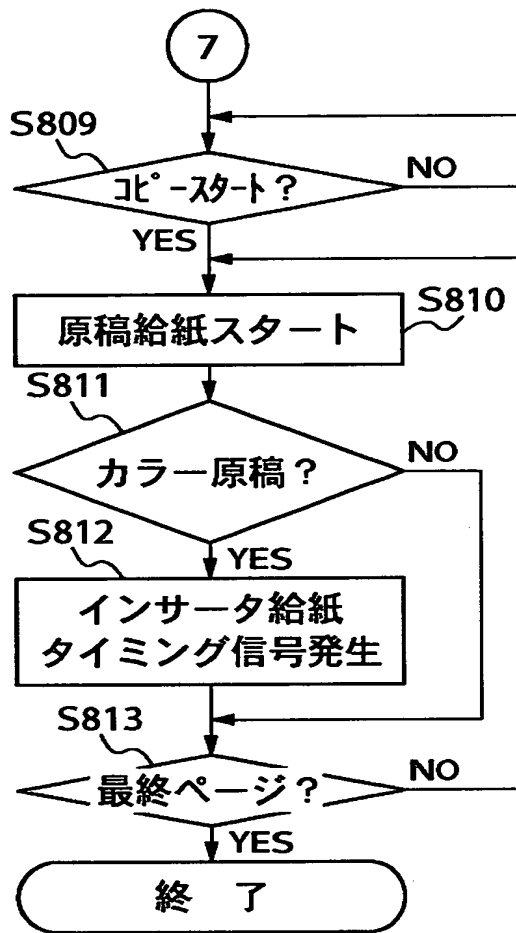 7
S809
コピースタート？
NO
YES
S810
原稿給紙スタート
S811
カラー原稿？
NO
S812
YES
インサータ給紙
タイミング信号発生
S813
最終ページ？
NO
YES
終 了